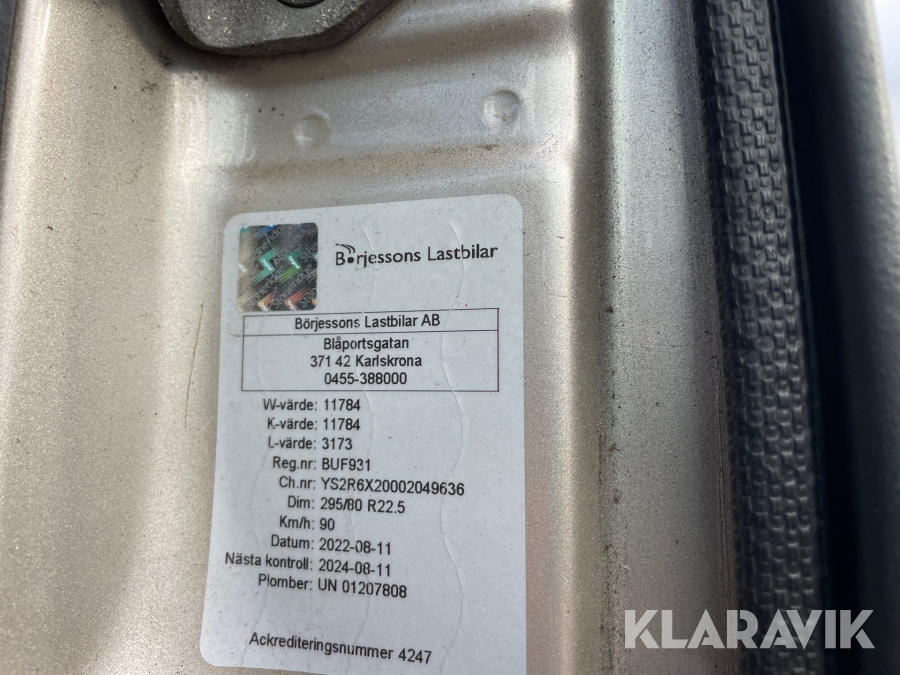 Börjessons Lastbilar
Börjessons Lastbilar AB
Blåportsgatan
371 42 Karlskrona
0455-388000
W-värde: 11784
K-värde: 11784
L-värde: 3173
Reg.nr: BUF931
Ch.nr: YS2R6X20002049636
Dim: 295/80 R22.5
Km/h: 90
Datum: 2022-08-11
Nästa kontroll: 2024-08-11
Plomber: UN 01207808
Ackrediteringsnummer 4247
KLARAVIK